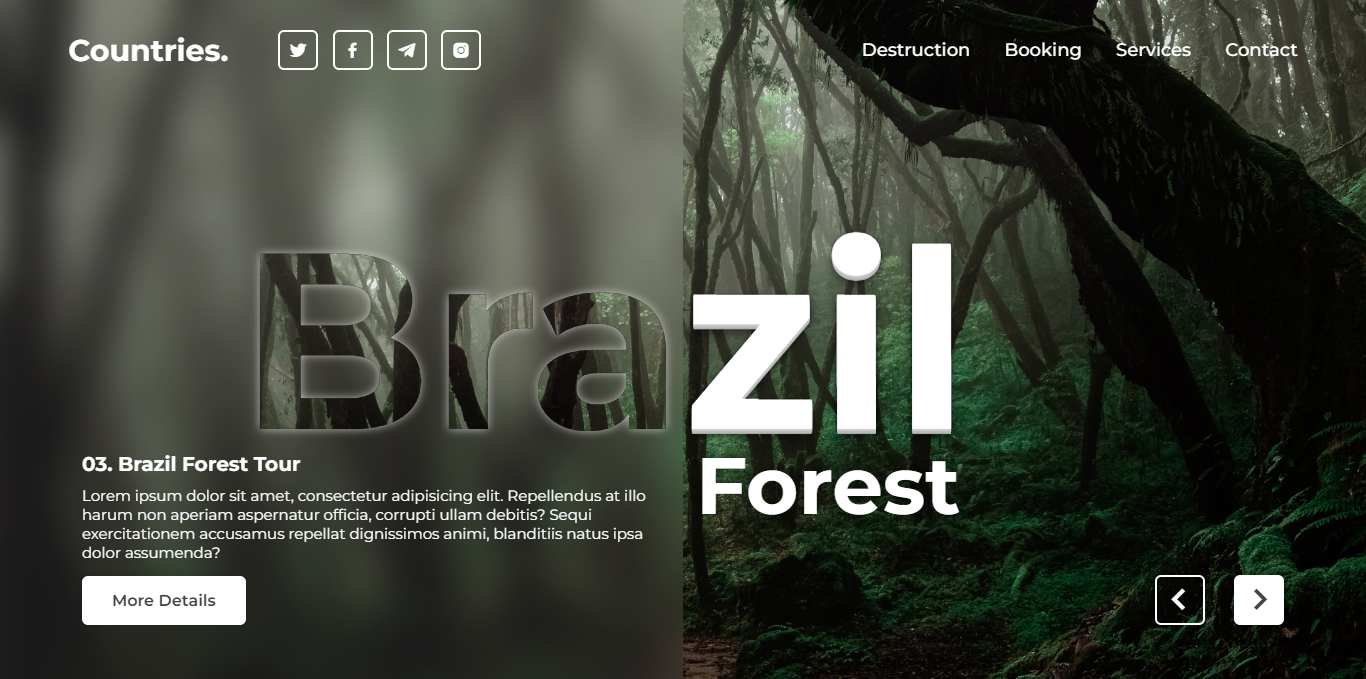 Countries.
Destruction Booking Services Contact
Brazil
Forest
03. Brazil Forest Tour
Lorem ipsum dolor sit amet, consectetur adipisicing elit. Repellendus at illo
harum non aperiam aspernatur officia, corrupti ullam debitis? Sequi
exercitationem accusamus repellat dignissimos animi, blanditiis natus ipsa
dolor assumenda?
More Details